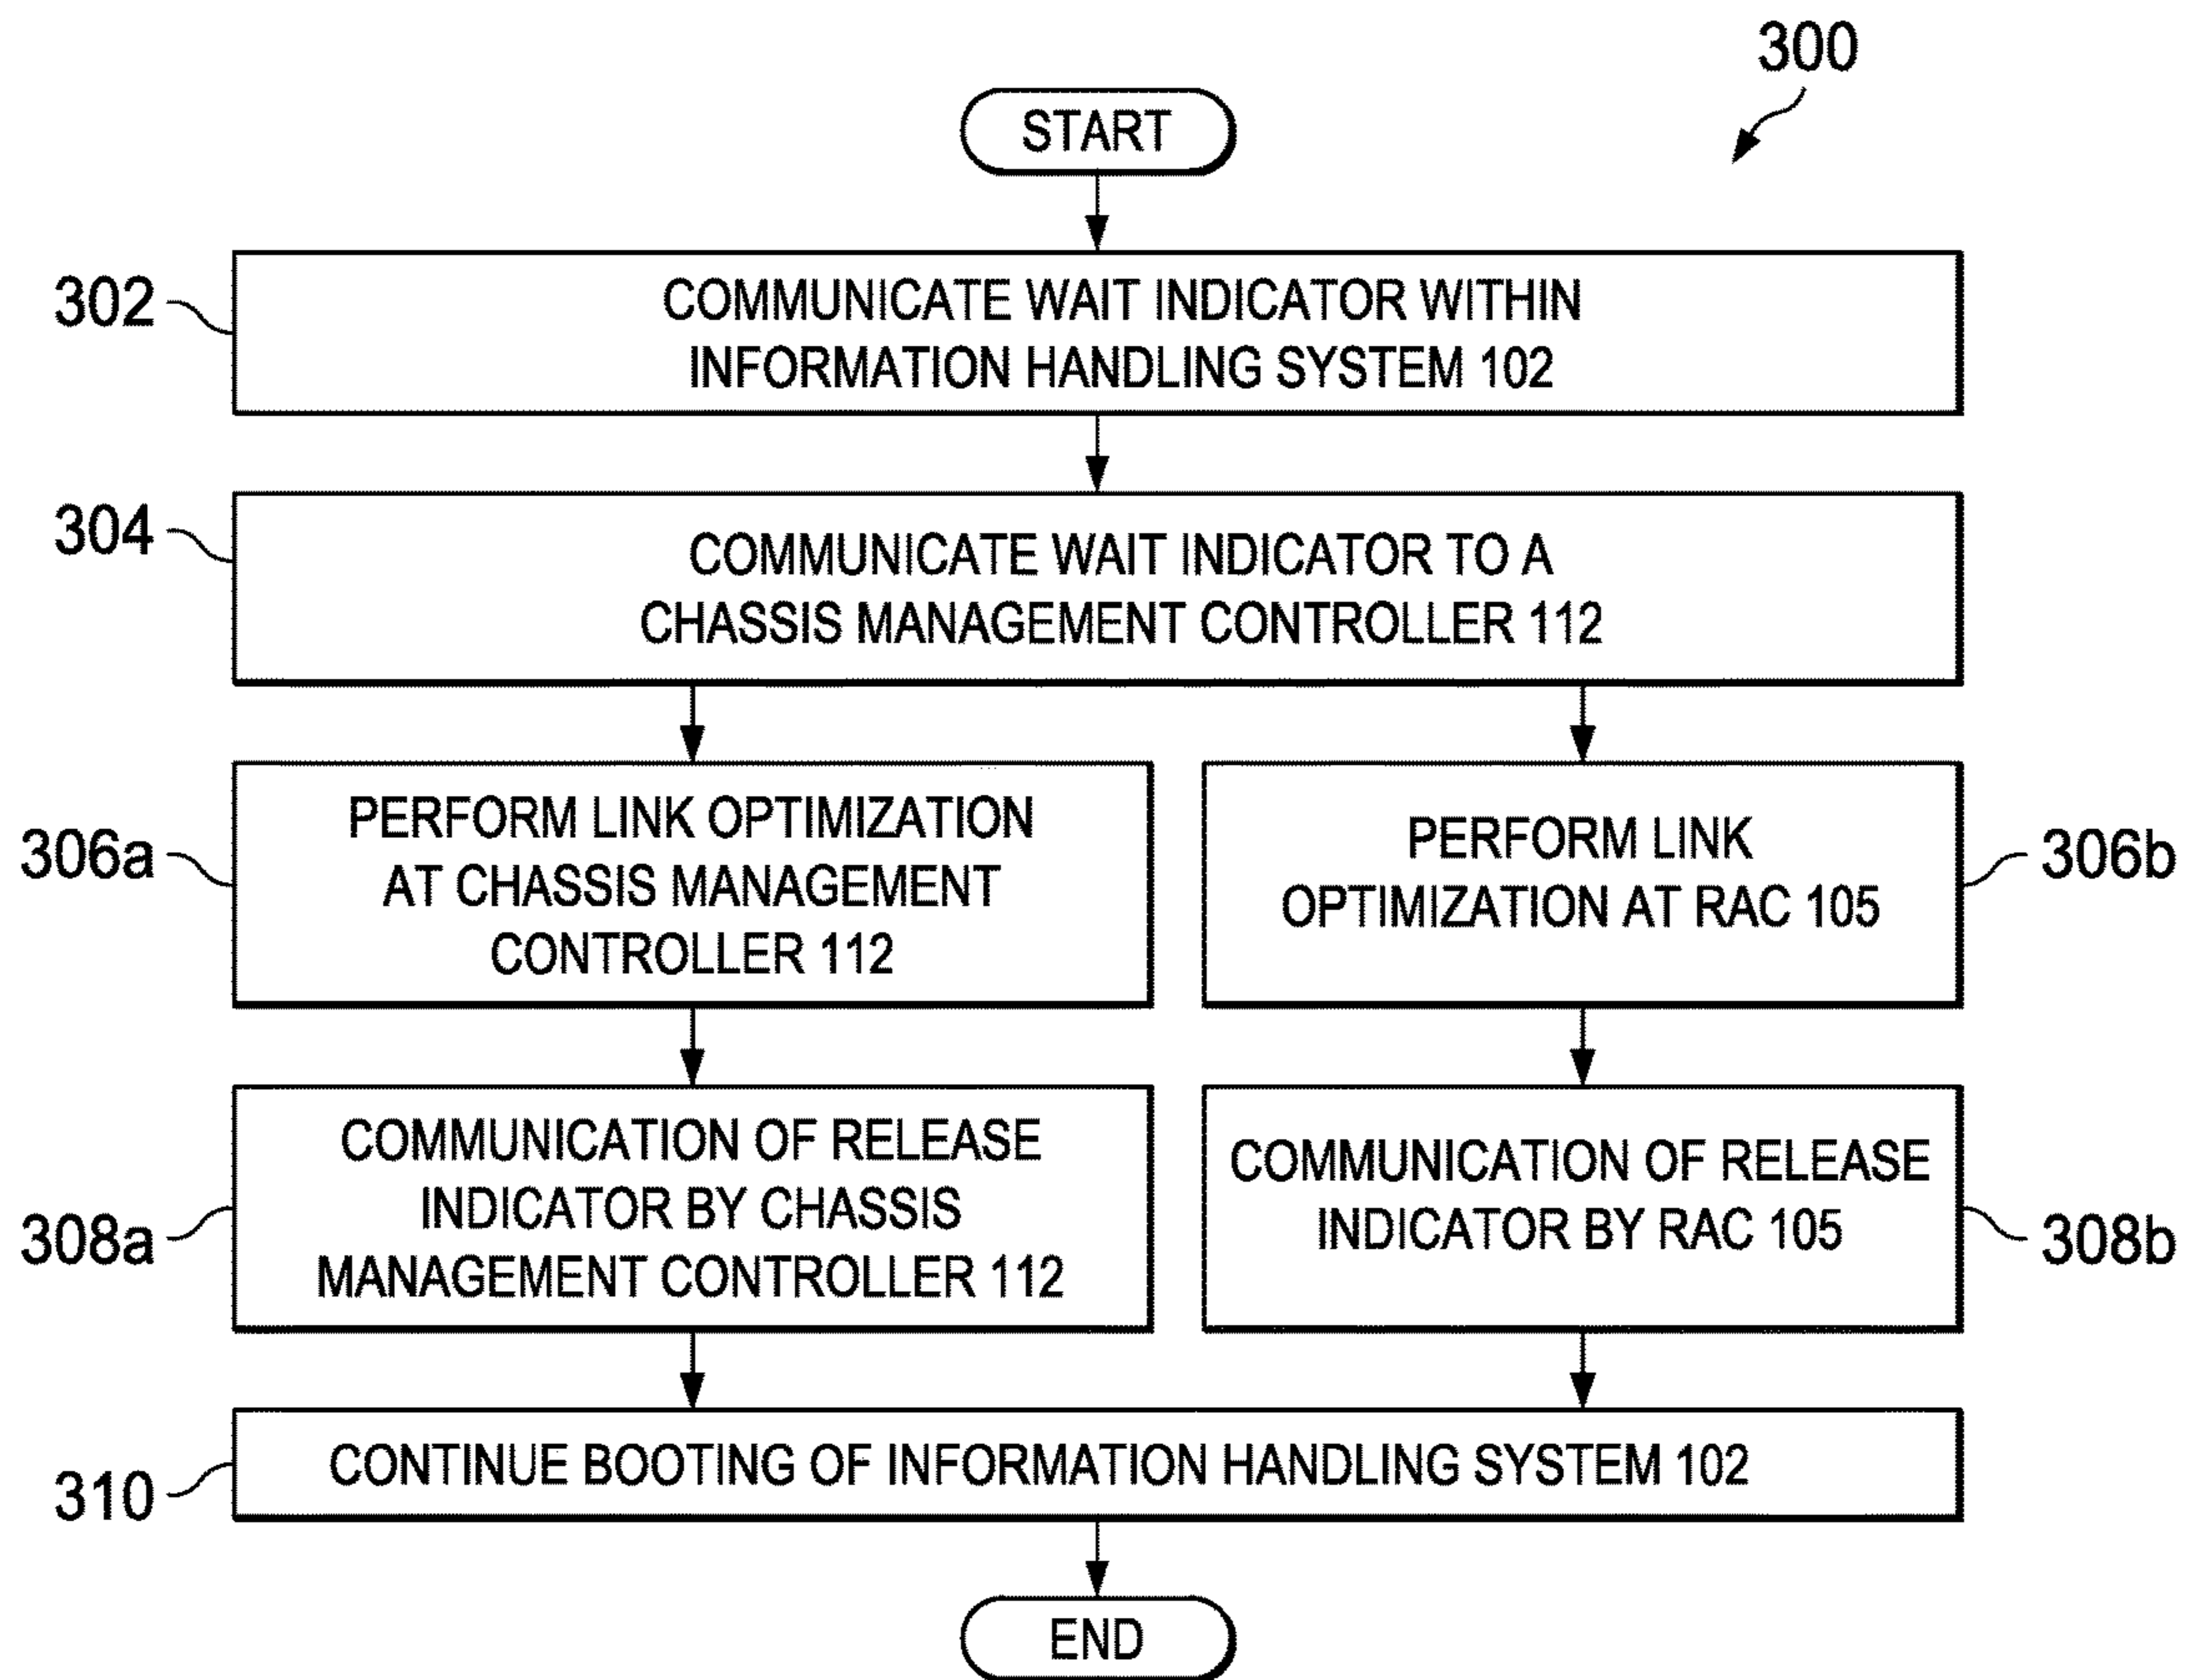 300
START
302
COMMUNICATE WAIT INDICATOR WITHIN
INFORMATION HANDLING SYSTEM 102
304
COMMUNICATE WAIT INDICATOR TO A
CHASSIS MANAGEMENT CONTROLLER 112
306a
PERFORM LINK OPTIMIZATION
AT CHASSIS MANAGEMENT
CONTROLLER 112
PERFORM LINK
OPTIMIZATION AT RAC 105
306b
308a
COMMUNICATION OF RELEASE
INDICATOR BY CHASSIS
MANAGEMENT CONTROLLER 112
COMMUNICATION OF RELEASE
INDICATOR BY RAC 105
308b
310
CONTINUE BOOTING OF INFORMATION HANDLING SYSTEM 102
END